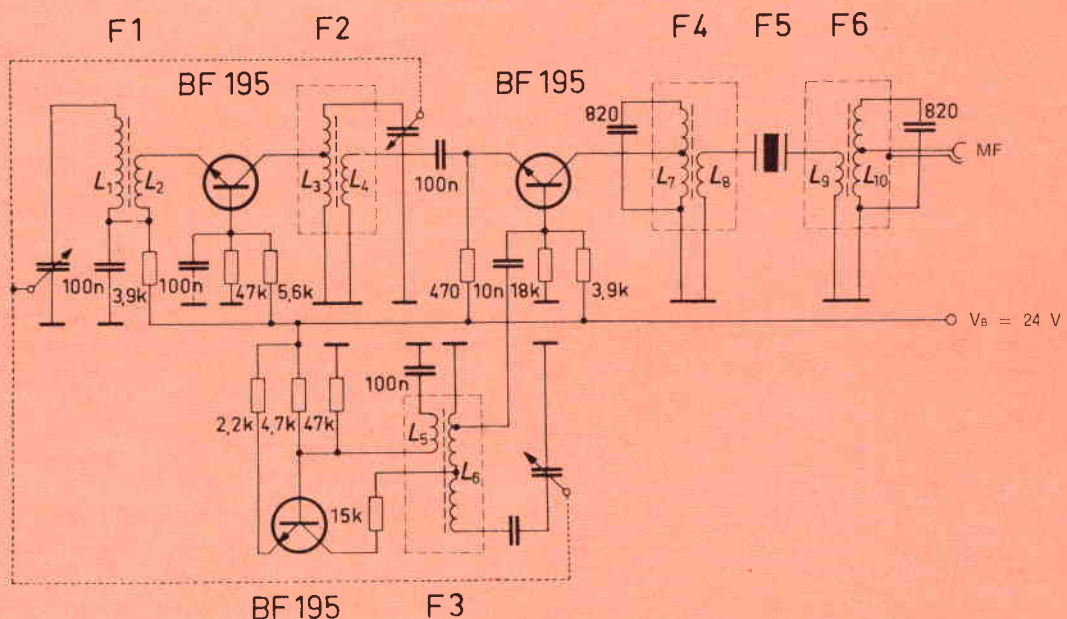 F1 F2 F4 F5 F6
BF 195 BF 195
820 820
L1 L2 L3 L4 100n L7 L8 L9 L10 MF
100n 3,9k 100n 47k 5,6k 470 10n 18k 3,9k
VB = 24 V
100n
2,2k 4,7k 47k L5
L6
15k
BF 195 F3